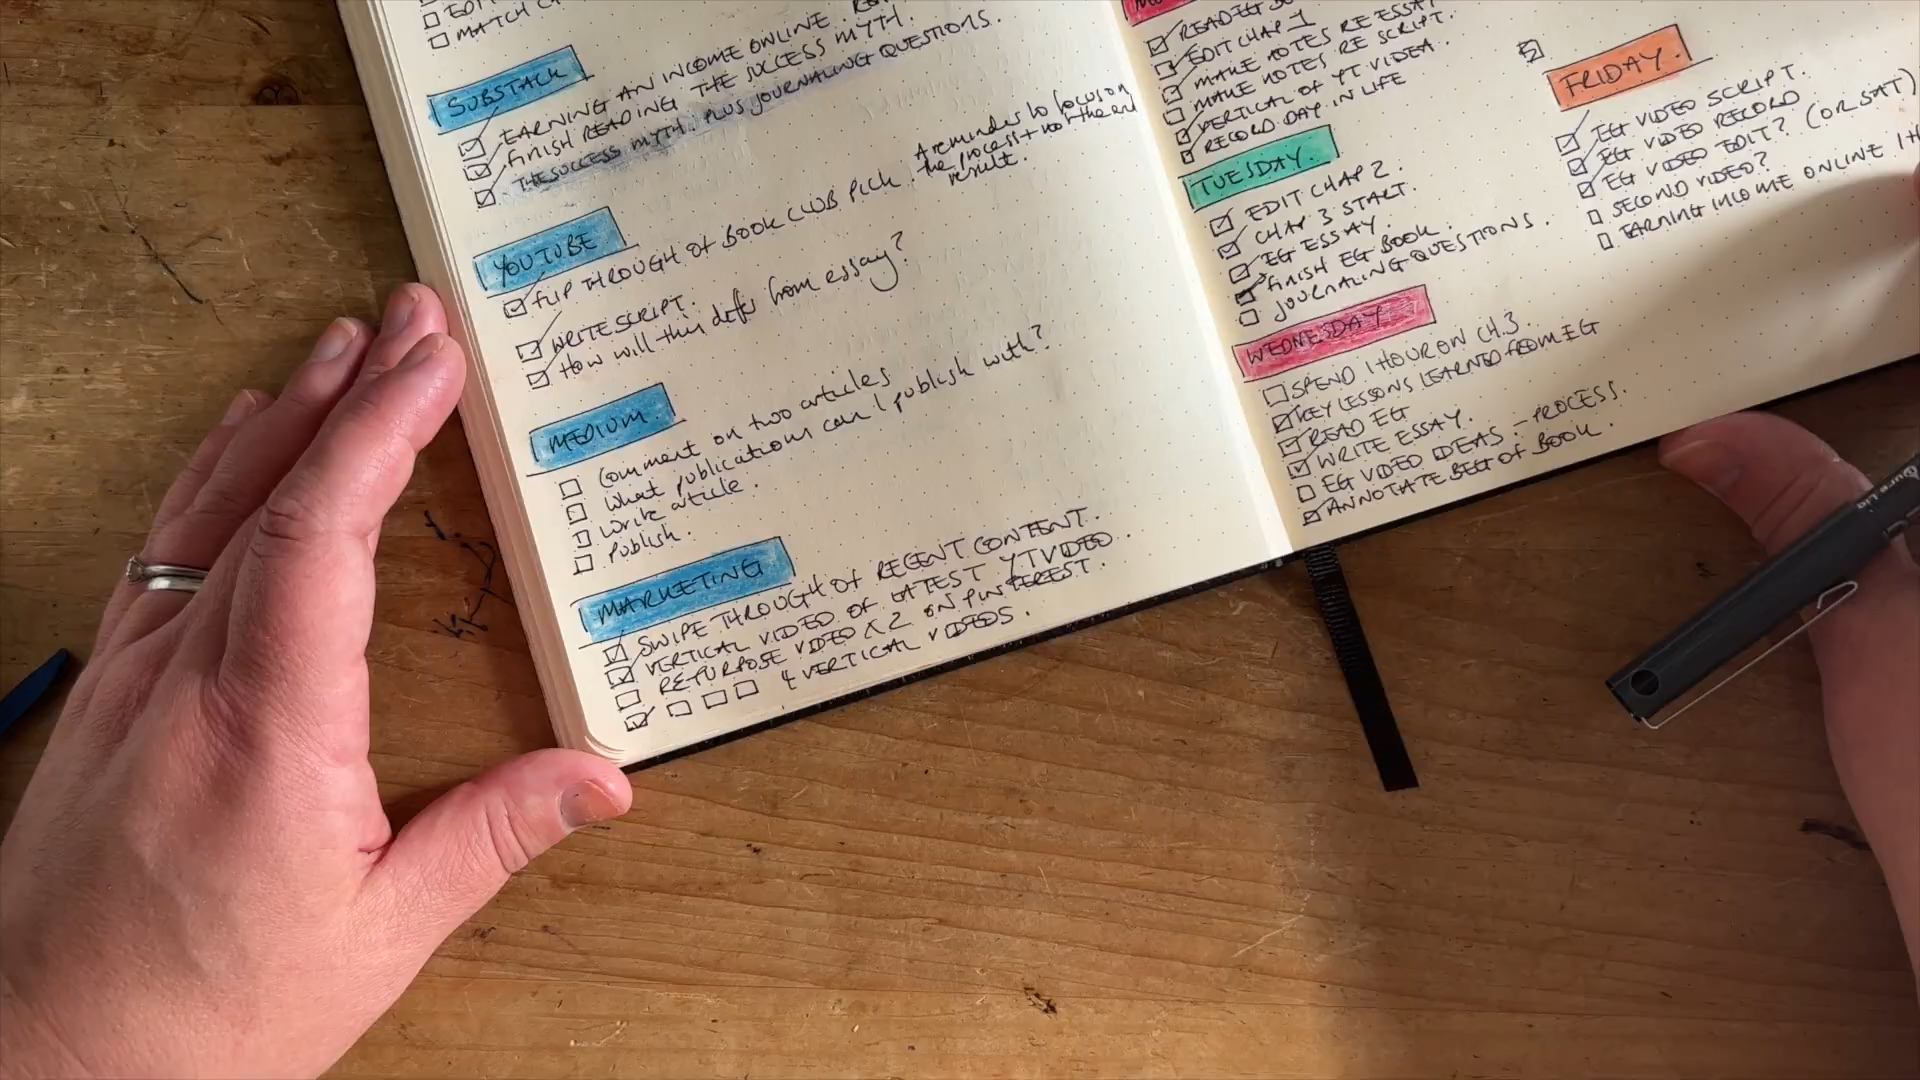 MATCH
SUBSTACK
EARNING AN INCOME ONLINE.
FINISH READING THE SUCCESS MYTH.
THE SUCCESS MYTH. PLUS JOURNALING QUESTIONS.
YOUTUBE
FLIP THROUGH OF BOOK CLUB PICK.
A reminder to focus on
the process + not the end
result.
WRITE SCRIPT.
How will this differ from essay?
MEDIUM
Comment on two articles
What publications can I publish with?
Write article.
Publish.
MARKETING
SWIPE THROUGH OF RECENT CONTENT.
VERTICAL VIDEO OF LATEST YT VIDEO.
REPURPOSE VIDEO X 2 ON PINTEREST.
4 VERTICAL VIDEOS.
READ EG
EDIT CHAP 1
MAKE NOTES RE ESSAY
MAKE NOTES RE SCRIPT.
VERTICAL OF YT VIDEO.
RECORD DAY IN LIFE
TUESDAY.
EDIT CHAP 2.
CHAP 3 START.
EG ESSAY.
FINISH EG BOOK.
JOURNALING QUESTIONS.
WEDNESDAY
SPEND 1 HOUR ON CH.3.
KEY LESSONS LEARNED FROM EG
READ EG
WRITE ESSAY.
EG VIDEO IDEAS - PROCESS.
ANNOTATE REST OF BOOK.
FRIDAY.
EG VIDEO SCRIPT.
EG VIDEO RECORD
EG VIDEO EDIT? (OR SAT)
SECOND VIDEO?
EARNING INCOME ONLINE